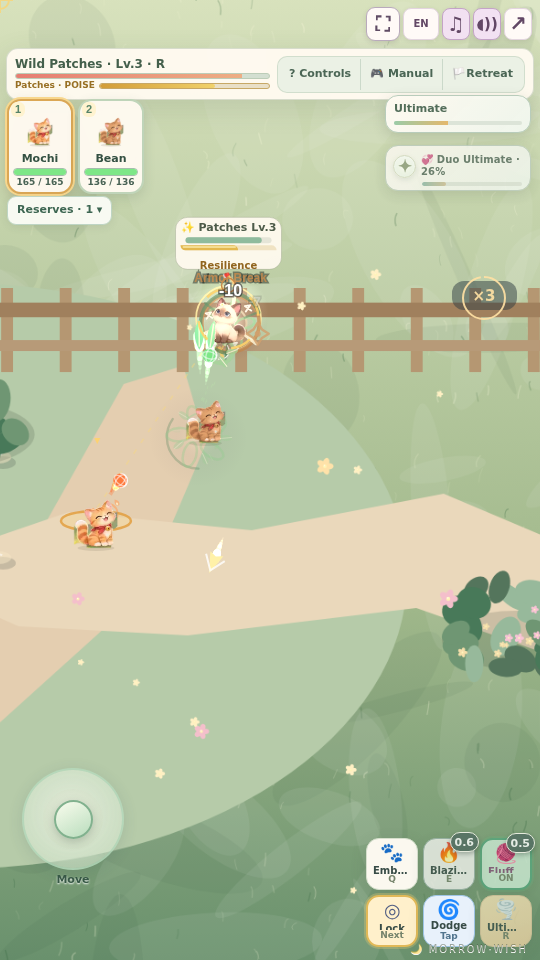 EN
Wild Patches · Lv.3 · R
Patches · POISE
? Controls
🎮 Manual
🏳️Retreat
1
Mochi
165 / 165
2
Bean
136 / 136
Reserves · 1 ▾
Ultimate
💞 Duo Ultimate ·
26%
✨ Patches Lv.3
Resilience
Armor Break
-10
×3
Move
Emb…
Q
0.6
Blazi…
E
0.5
Fluff
ON
Lock
Next
Dodge
Tap
Ulti…
R
🌙 MORROW·WISH